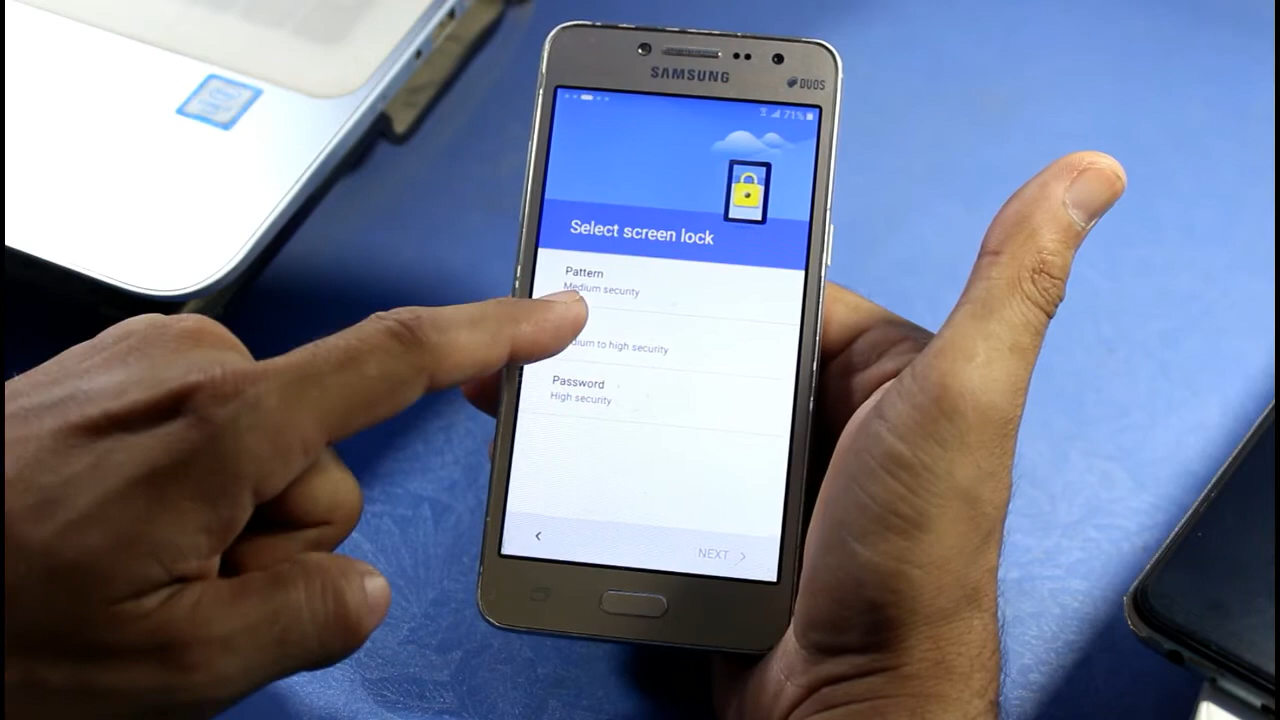 SAMSUNG
DUOS
71%
Select screen lock
Pattern
Medium security
dium to high security
Password
High security
NEXT